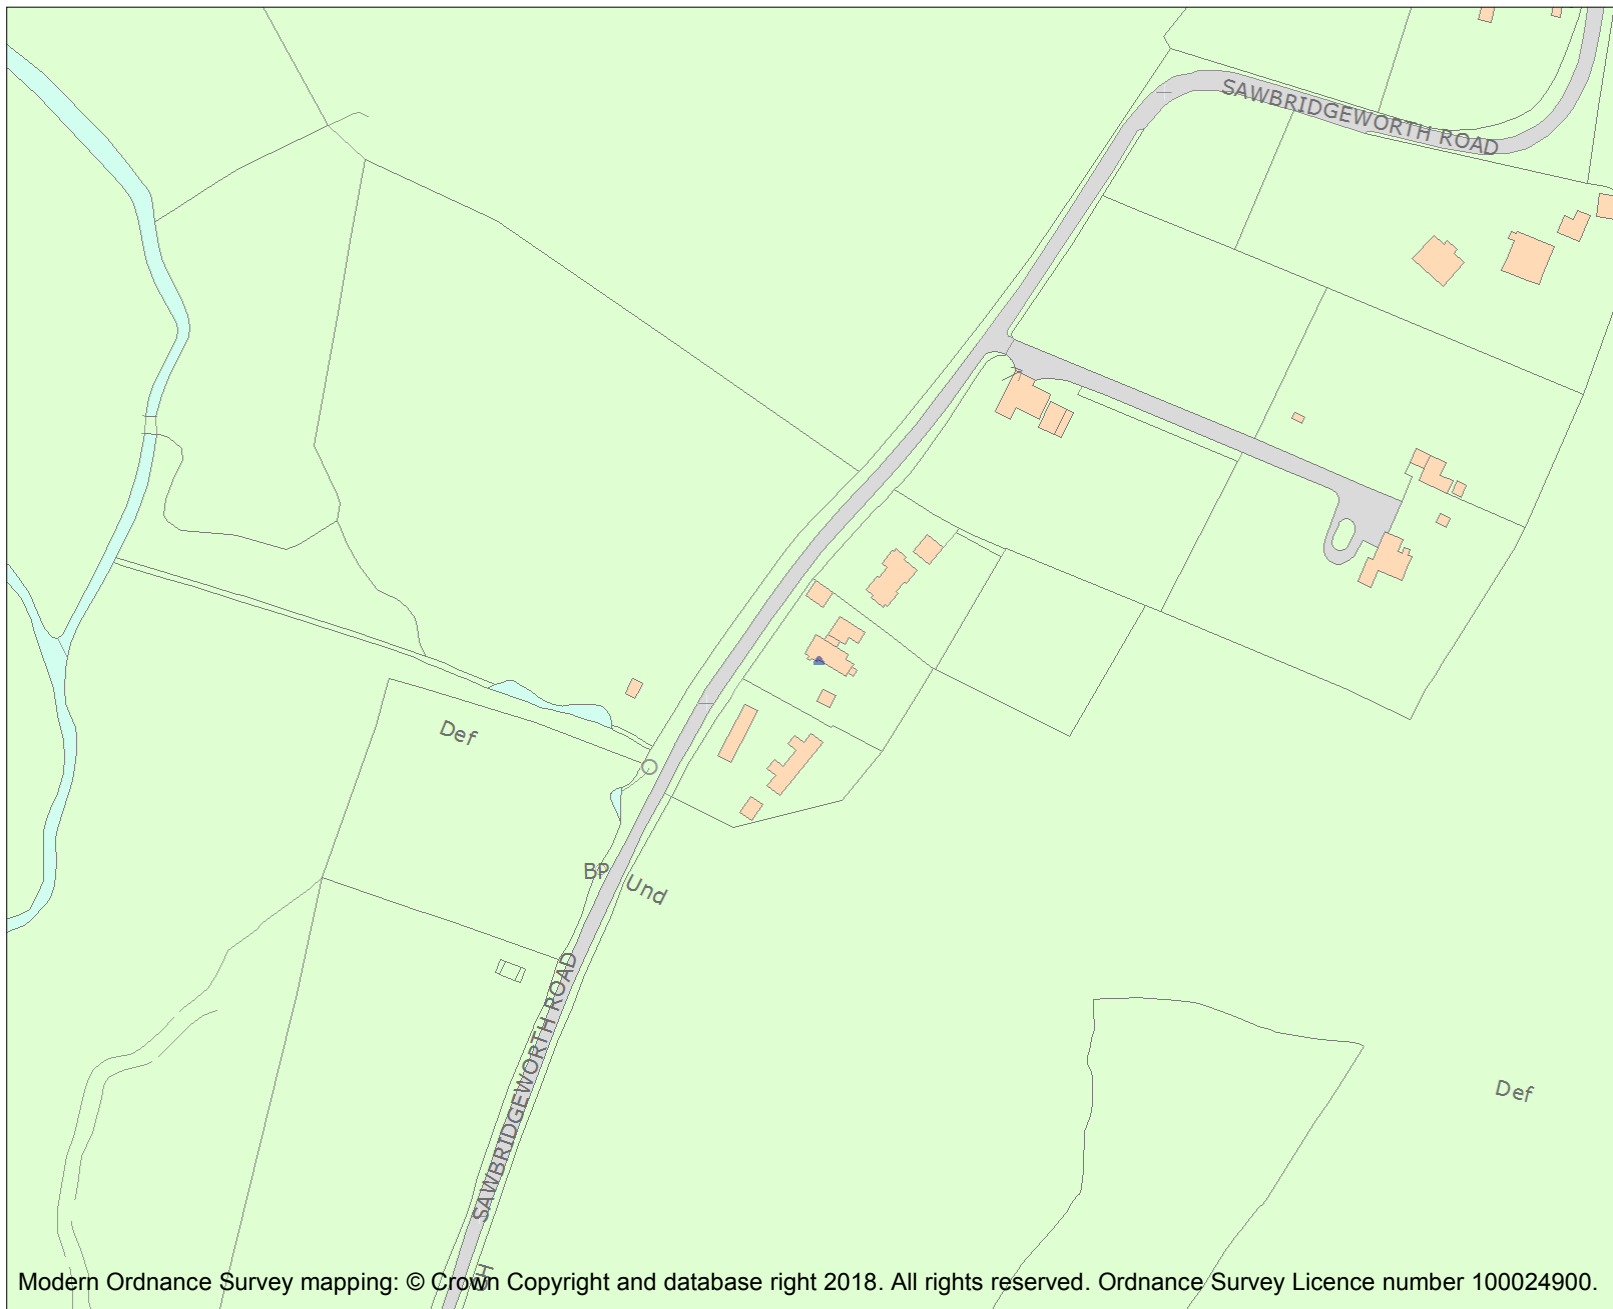 SAWBRIDGEWORTH ROAD
Def
BP
Und
SAWBRIDGEWORTH ROAD
Def
Modern Ordnance Survey mapping: © Crown Copyright and database right 2018. All rights reserved. Ordnance Survey Licence number 100024900.